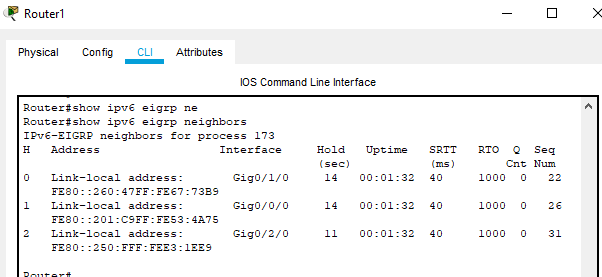 Router1
Physical Config CLI Attributes
IOS Command Line Interface
Router#show ipv6 eigrp ne
Router#show ipv6 eigrp neighbors
IPv6-EIGRP neighbors for process 173
H Address Interface Hold Uptime SRTT RTO Q Seq
(sec) (ms) Cnt Num
0 Link-local address: Gig0/1/0 14 00:01:32 40 1000 0 22
FE80::260:47FF:FE67:73B9
1 Link-local address: Gig0/0/0 14 00:01:32 40 1000 0 26
FE80::201:C9FF:FE53:4A75
2 Link-local address: Gig0/2/0 11 00:01:32 40 1000 0 31
FE80::250:FFF:FEE3:1EE9
Router#